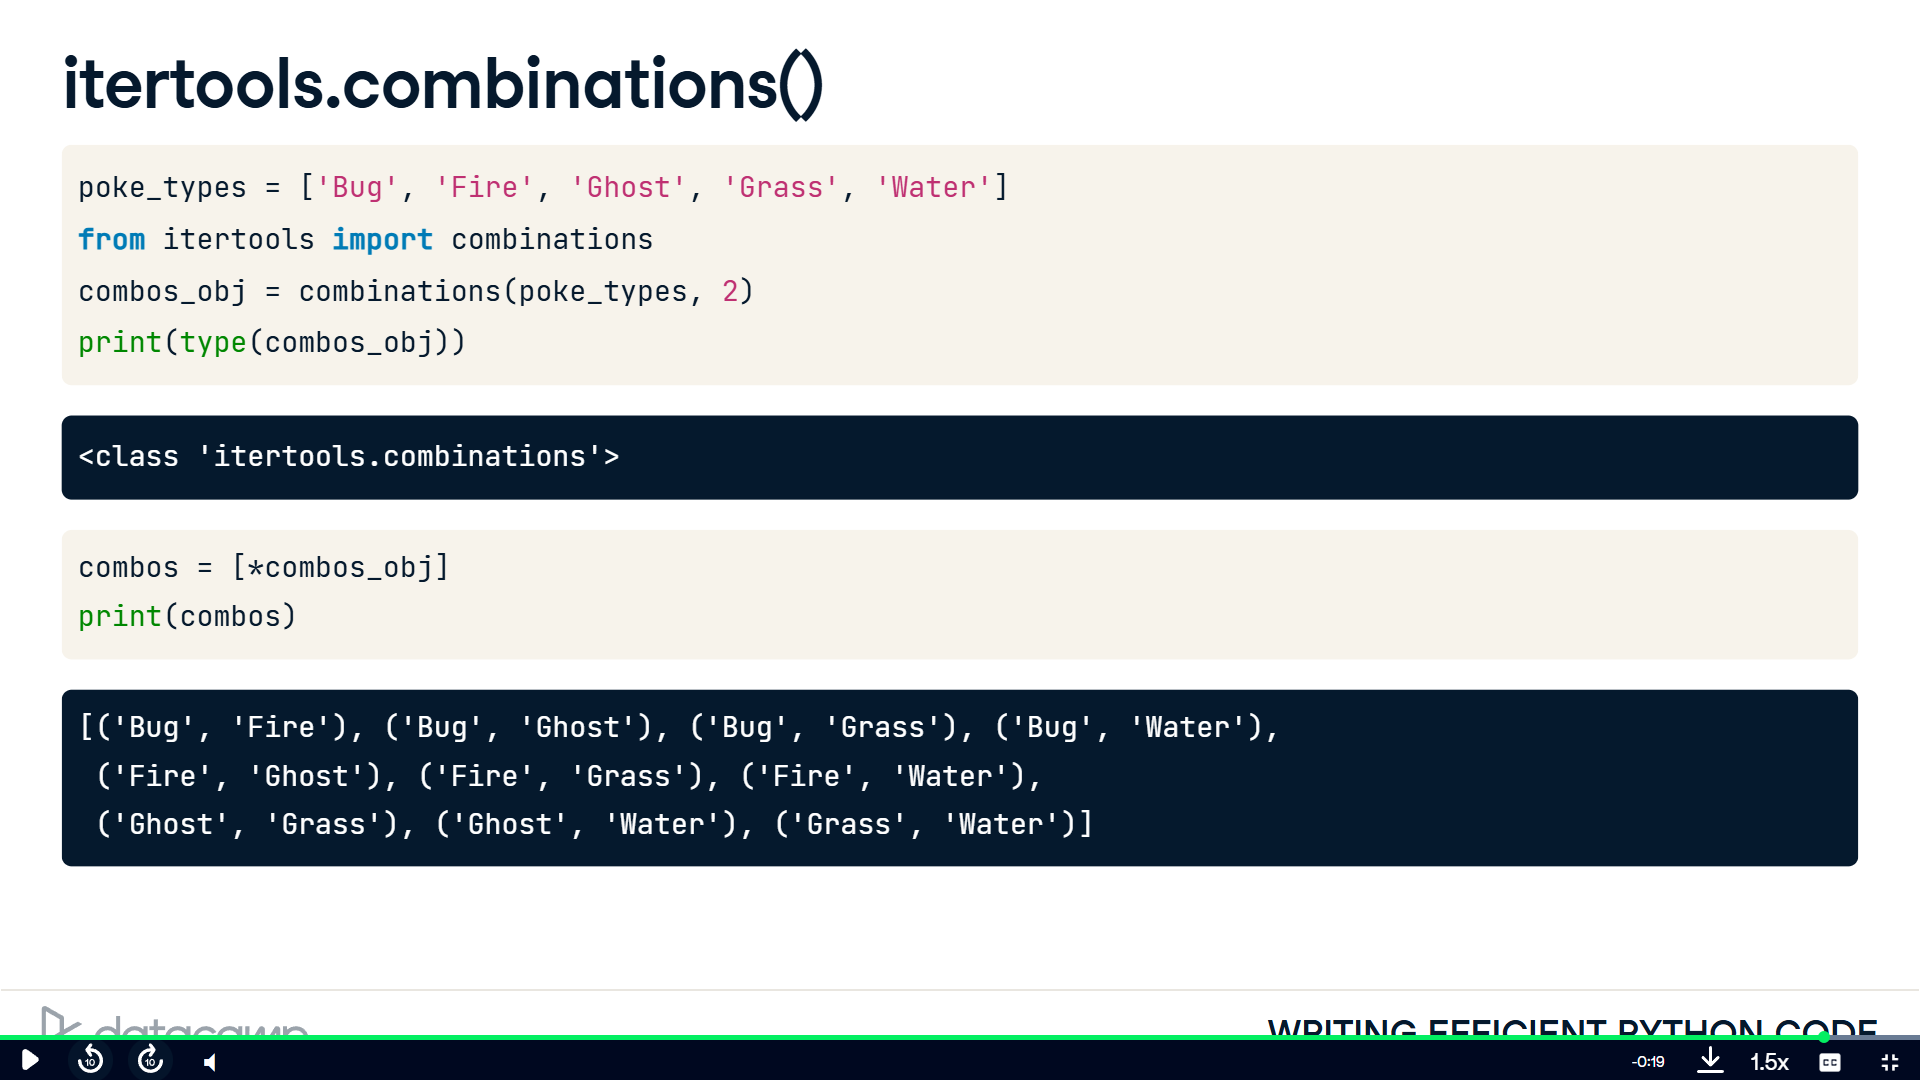 itertools.combinations()
poke_types = ['Bug', 'Fire', 'Ghost', 'Grass', 'Water']
from itertools import combinations
combos_obj = combinations(poke_types, 2)
print(type(combos_obj))
<class 'itertools.combinations'>
combos = [*combos_obj]
print(combos)
[('Bug', 'Fire'), ('Bug', 'Ghost'), ('Bug', 'Grass'), ('Bug', 'Water'),
('Fire', 'Ghost'), ('Fire', 'Grass'), ('Fire', 'Water'),
('Ghost', 'Grass'), ('Ghost', 'Water'), ('Grass', 'Water')]
datacamp
WRITING EFFICIENT PYTHON CODE
10
10
-0:19
1.5x
CC